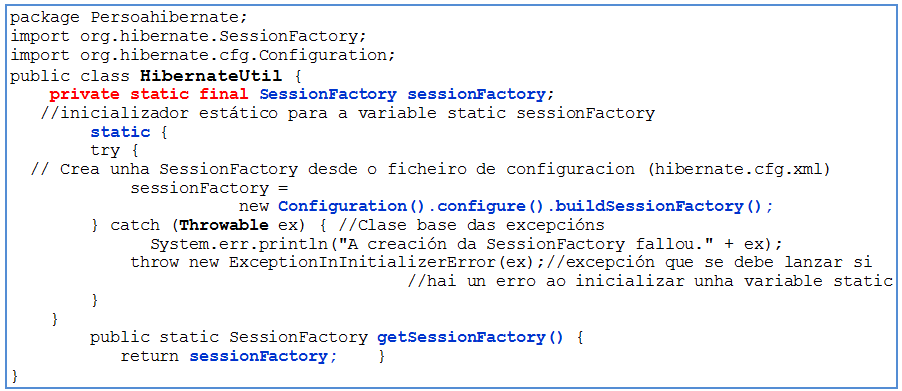 package Persoahibernate;
import org.hibernate.SessionFactory;
import org.hibernate.cfg.Configuration;
public class HibernateUtil {
    private static final SessionFactory sessionFactory;
   //inicializador estático para a variable static sessionFactory
        static {
        try {
  // Crea unha SessionFactory desde o ficheiro de configuracion (hibernate.cfg.xml)
            sessionFactory =
                       new Configuration().configure().buildSessionFactory();
        } catch (Throwable ex) { //Clase base das excepcións
              System.err.println("A creación da SessionFactory fallou." + ex);
            throw new ExceptionInInitializerError(ex);//excepción que se debe lanzar si
                                        //hai un erro ao inicializar unha variable static
        }
    }
        public static SessionFactory getSessionFactory() {
           return sessionFactory;    }
}